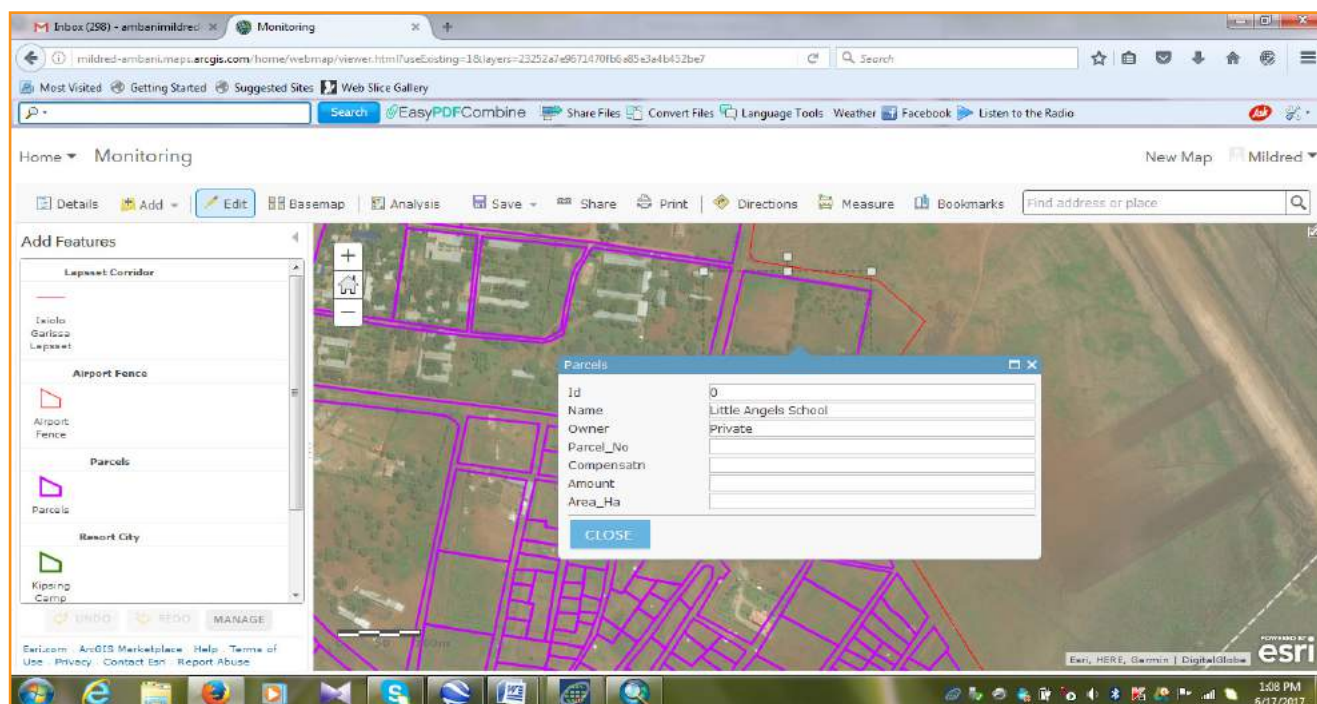 Inbox (298) - ambanimildred
Monitoring
mildred-ambani.maps.arcgis.com/home/webmap/viewer.html?useExisting=1&layers=23252a7e9671470fb6a85e3a4b452be7
Search
Most Visited Getting Started Suggested Sites Web Slice Gallery
Search EasyPDFCombine Share Files Convert Files Language Tools Weather Facebook Listen to the Radio Ask
Home Monitoring New Map Mildred
Details Add Edit Basemap Analysis Save Share Print Directions Measure Bookmarks Find address or place
Add Features
Lapsset Corridor
Isiolo
Garissa
Lapsset
Airport Fence
Airport
Fence
Parcels
Parcels
Resort City
Kipsing
Camp
UNDO REDO MANAGE
Esri.com ArcGIS Marketplace Help Terms of
Use Privacy Contact Esri Report Abuse
Parcels
Id 0
Name Little Angels School
Owner Private
Parcel_No
Compensatn
Amount
Area_Ha
CLOSE
Esri, HERE, Garmin | DigitalGlobe
POWERED BY
esri
1:08 PM
6/17/2017